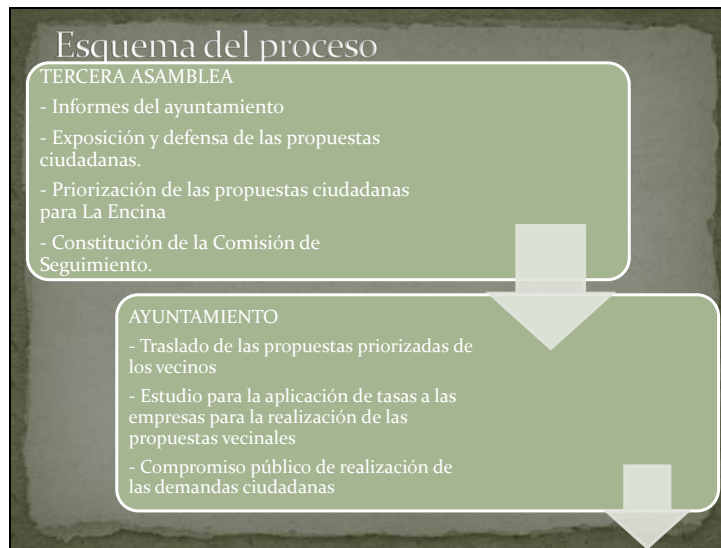 Esquema del proceso
TERCERA ASAMBLEA
- Informes del ayuntamiento
- Exposición y defensa de las propuestas
ciudadanas.
- Priorización de las propuestas ciudadanas
para La Encina
- Constitución de la Comisión de
Seguimiento.
AYUNTAMIENTO
- Traslado de las propuestas priorizadas de
los vecinos
- Estudio para la aplicación de tasas a las
empresas para la realización de las
propuestas vecinales
- Compromiso público de realización de
las demandas ciudadanas